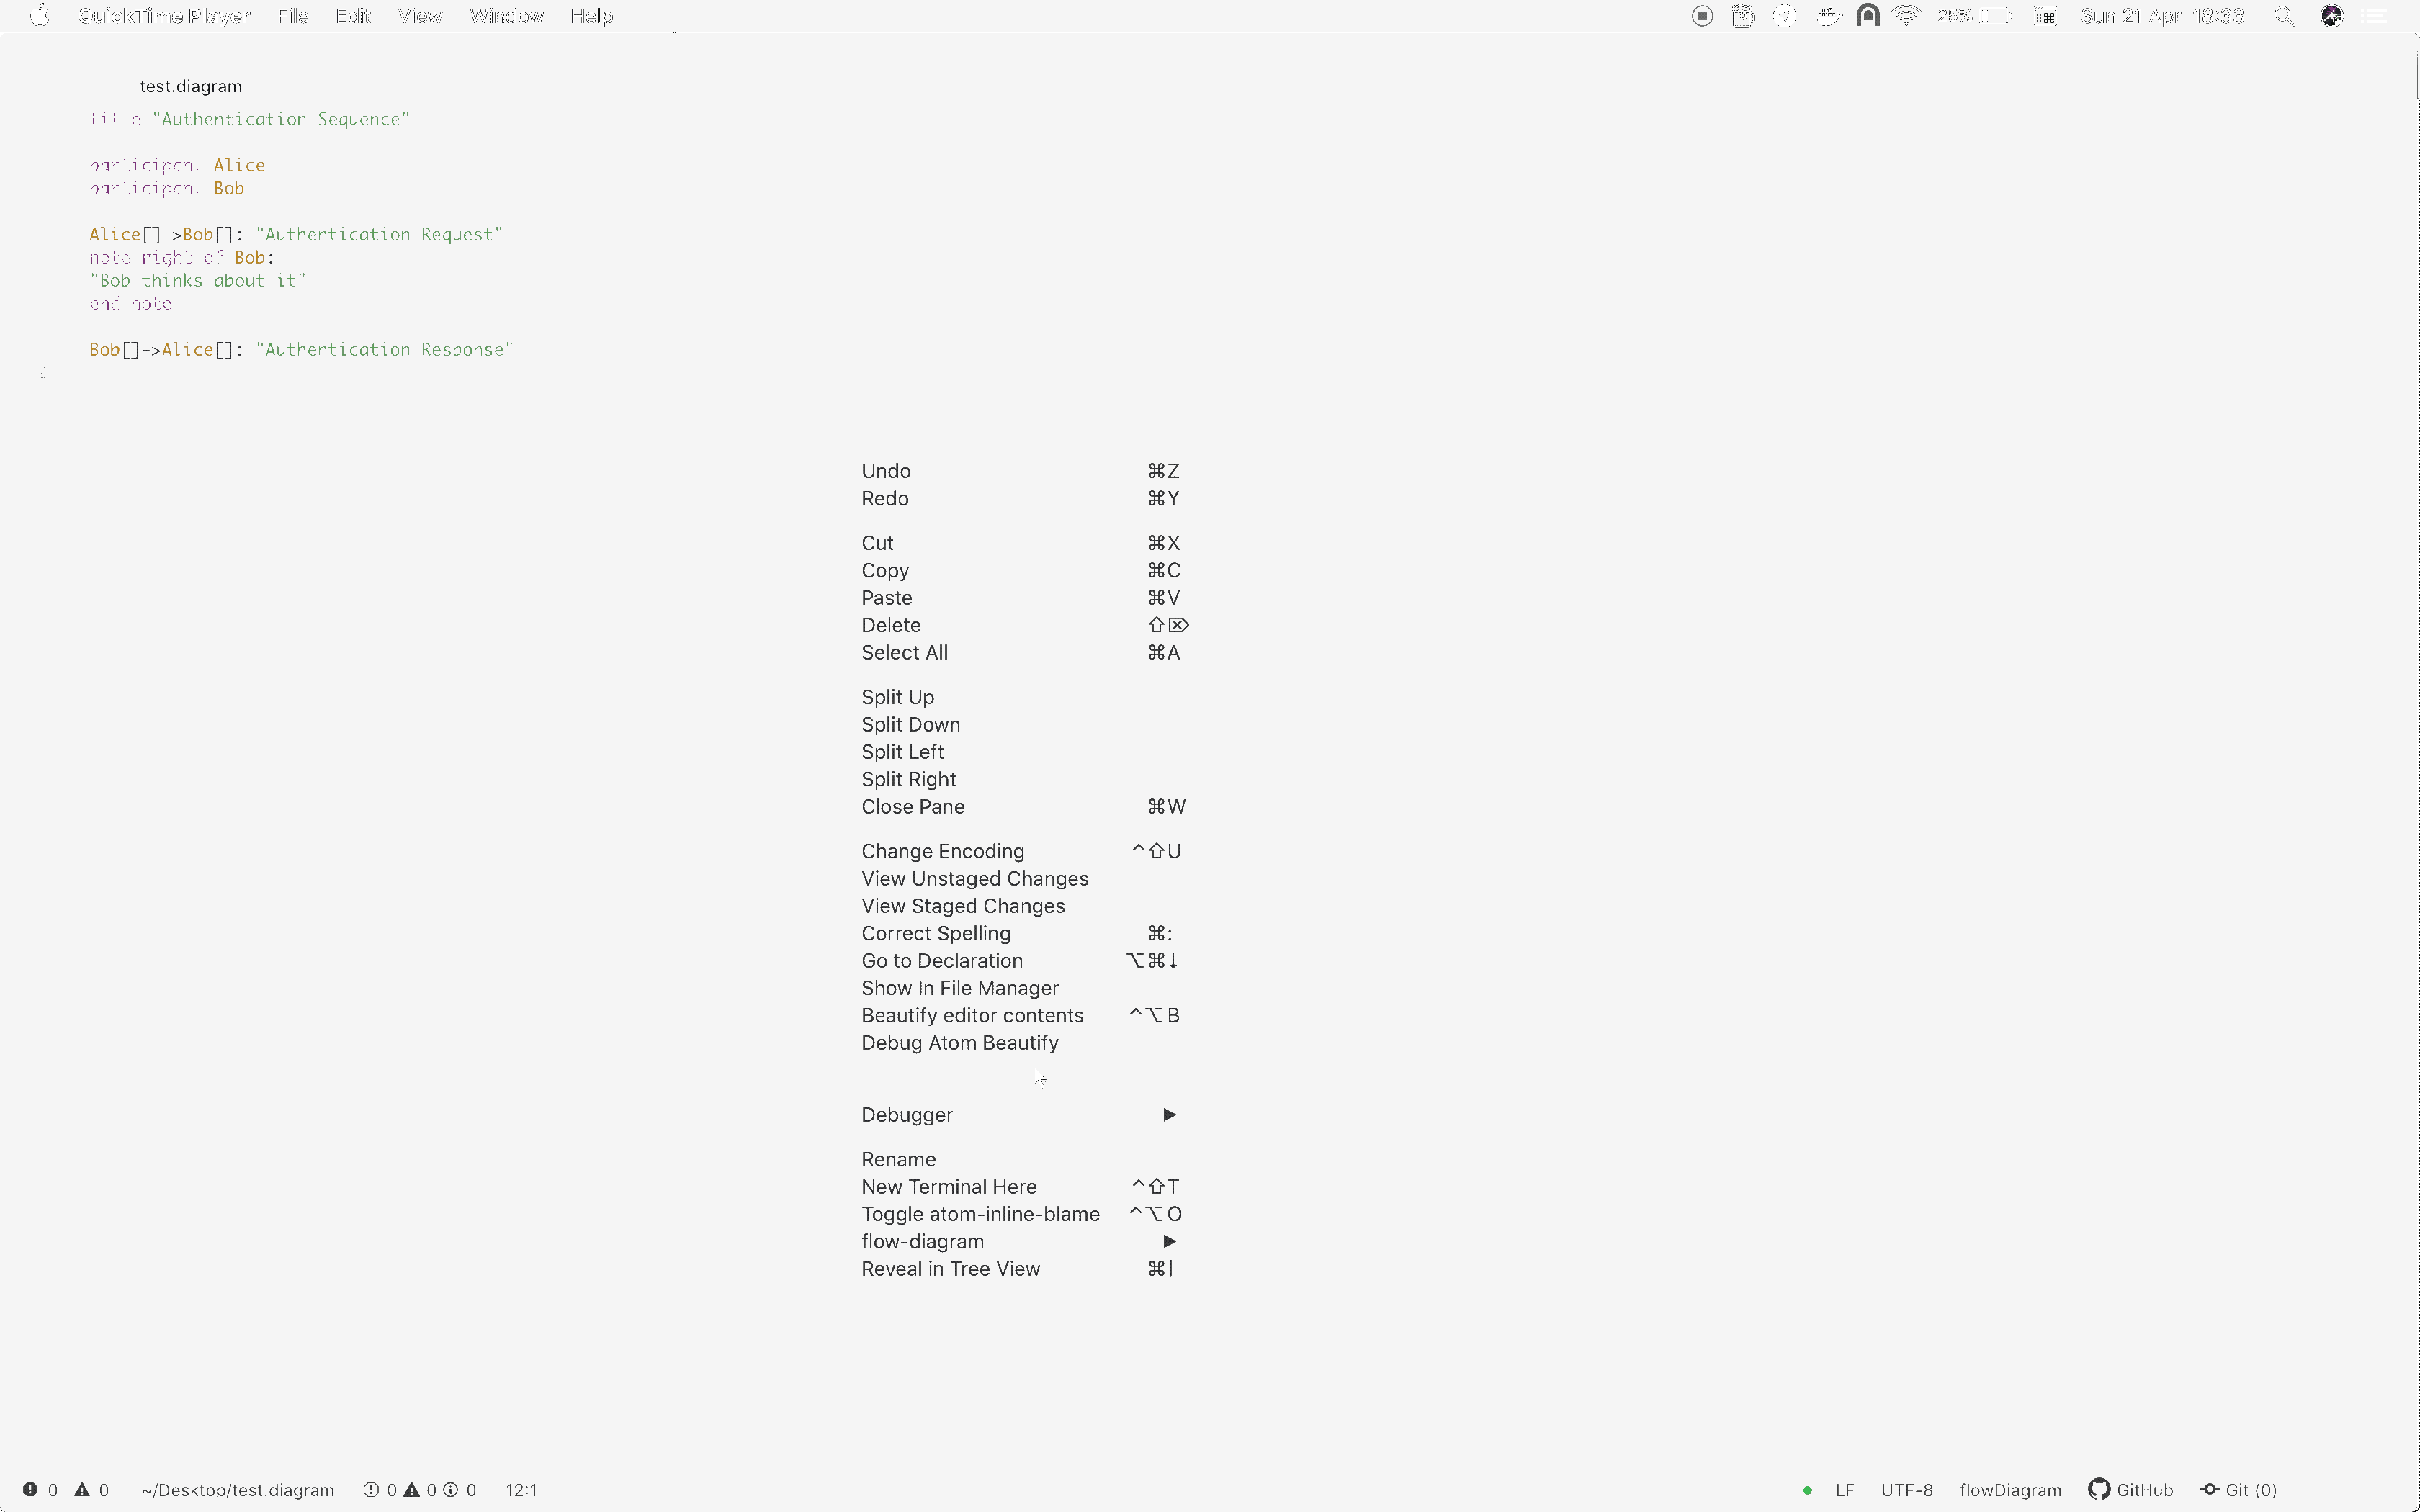 QuickTime Player File Edit View Window Help 25% Sun 21 Apr 18:33
test.diagram
title "Authentication Sequence"
participant Alice
participant Bob
Alice[]->Bob[]: "Authentication Request"
note right of Bob:
"Bob thinks about it"
end note
Bob[]->Alice[]: "Authentication Response"
12
Undo ⌘Z
Redo ⌘Y
Cut ⌘X
Copy ⌘C
Paste ⌘V
Delete ⇧⌦
Select All ⌘A
Split Up
Split Down
Split Left
Split Right
Close Pane ⌘W
Change Encoding ^⇧U
View Unstaged Changes
View Staged Changes
Correct Spelling ⌘:
Go to Declaration ⌥⌘↓
Show In File Manager
Beautify editor contents ^⌥B
Debug Atom Beautify
Debugger ▶
Rename
New Terminal Here ^⇧T
Toggle atom-inline-blame ^⌥O
flow-diagram ▶
Reveal in Tree View ⌘|
0 0 ~/Desktop/test.diagram 0 0 0 12:1 LF UTF-8 flowDiagram GitHub Git (0)